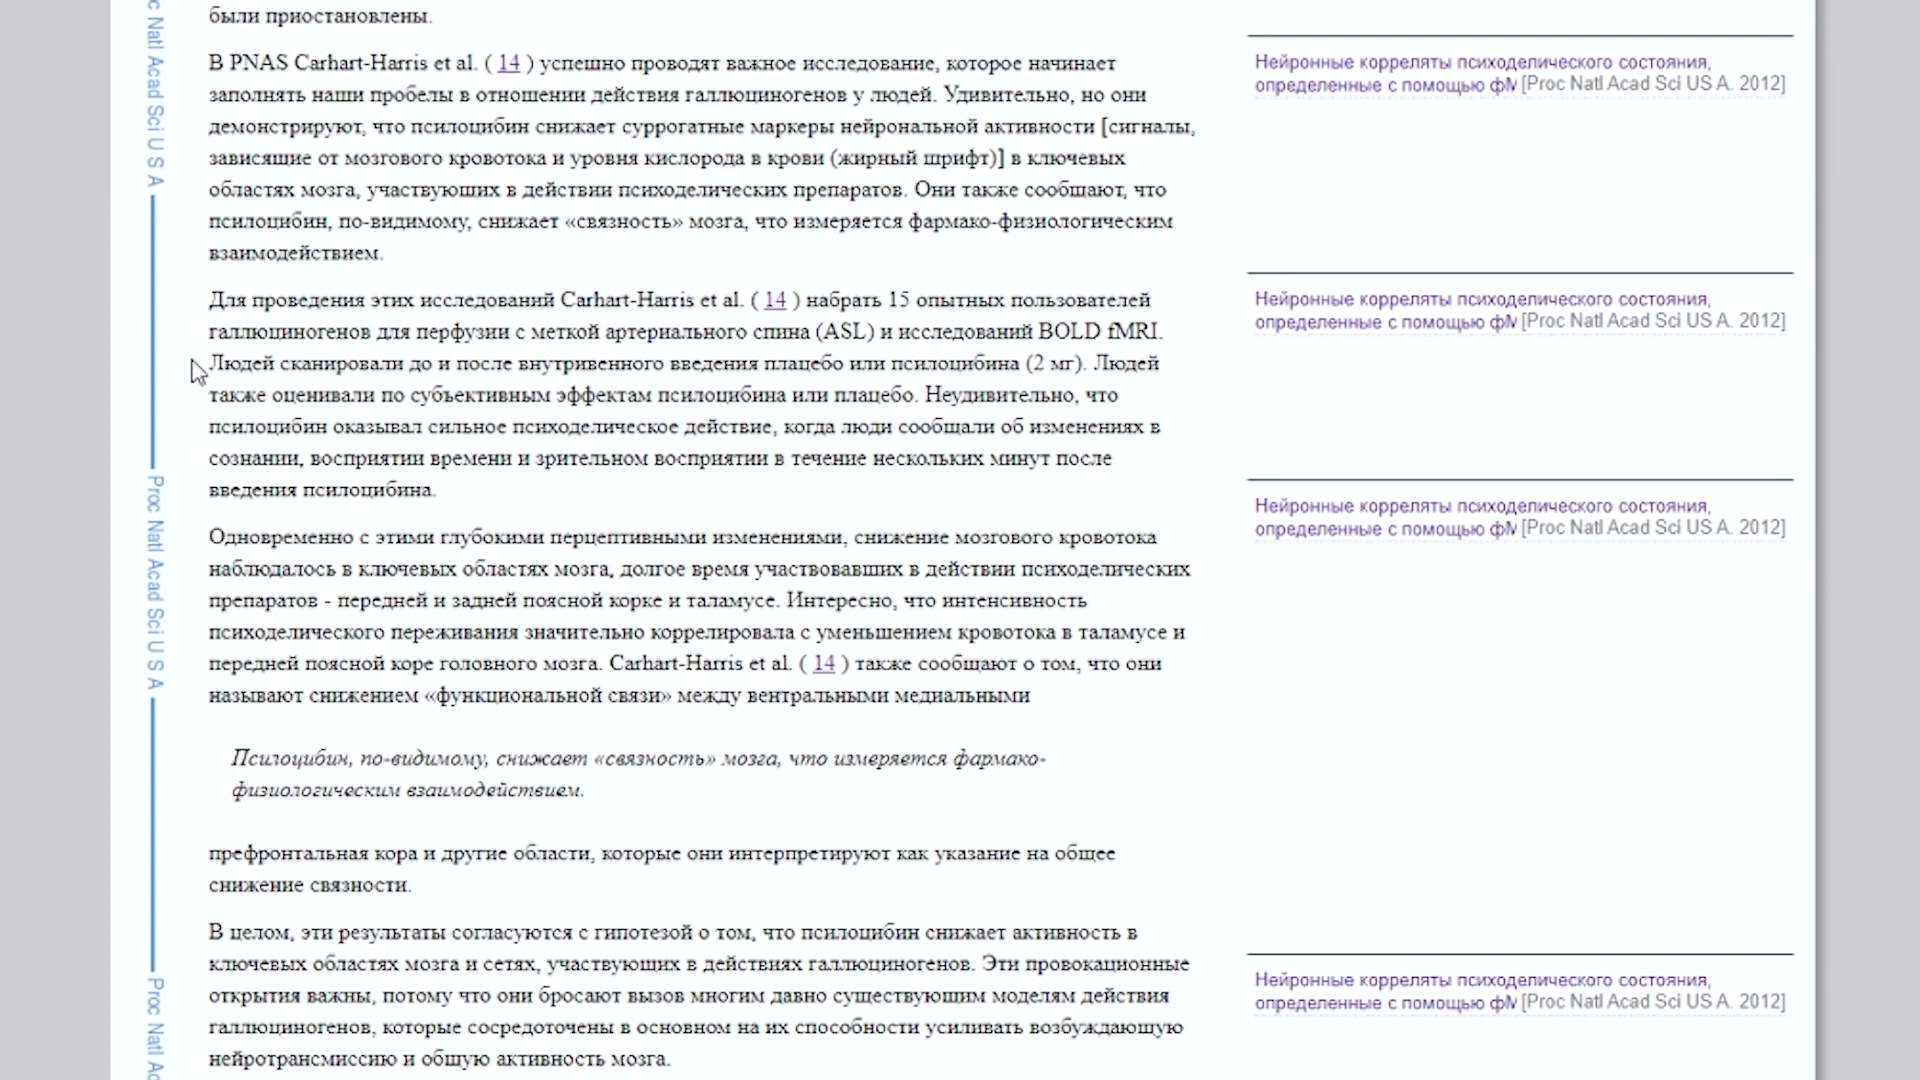 были приостановлены.
В PNAS Carhart-Harris et al. ( 14 ) успешно проводят важное исследование, которое начинает
заполнять наши пробелы в отношении действия галлюциногенов у людей. Удивительно, но они
демонстрируют, что псилоцибин снижает суррогатные маркеры нейрональной активности [сигналы,
зависящие от мозгового кровотока и уровня кислорода в крови (жирный шрифт)] в ключевых
областях мозга, участвующих в действии психоделических препаратов. Они также сообщают, что
псилоцибин, по-видимому, снижает «связность» мозга, что измеряется фармако-физиологическим
взаимодействием.
Для проведения этих исследований Carhart-Harris et al. ( 14 ) набрать 15 опытных пользователей
галлюциногенов для перфузии с меткой артериального спина (ASL) и исследований BOLD fMRI.
Людей сканировали до и после внутривенного введения плацебо или псилоцибина (2 мг). Людей
также оценивали по субъективным эффектам псилоцибина или плацебо. Неудивительно, что
псилоцибин оказывал сильное психоделическое действие, когда люди сообщали об изменениях в
сознании, восприятии времени и зрительном восприятии в течение нескольких минут после
введения псилоцибина.
Одновременно с этими глубокими перцептивными изменениями, снижение мозгового кровотока
наблюдалось в ключевых областях мозга, долгое время участвовавших в действии психоделических
препаратов - передней и задней поясной корке и таламусе. Интересно, что интенсивность
психоделического переживания значительно коррелировала с уменьшением кровотока в таламусе и
передней поясной коре головного мозга. Carhart-Harris et al. ( 14 ) также сообщают о том, что они
называют снижением «функциональной связи» между вентральными медиальными
Псилоцибин, по-видимому, снижает «связность» мозга, что измеряется фармако-
физиологическим взаимодействием.
префронтальная кора и другие области, которые они интерпретируют как указание на общее
снижение связности.
В целом, эти результаты согласуются с гипотезой о том, что псилоцибин снижает активность в
ключевых областях мозга и сетях, участвующих в действиях галлюциногенов. Эти провокационные
открытия важны, потому что они бросают вызов многим давно существующим моделям действия
галлюциногенов, которые сосредоточены в основном на их способности усиливать возбуждающую
нейротрансмиссию и общую активность мозга.
Нейронные корреляты психоделического состояния,
определенные с помощью фМ [Proc Natl Acad Sci U S A. 2012]
Нейронные корреляты психоделического состояния,
определенные с помощью фМ [Proc Natl Acad Sci U S A. 2012]
Нейронные корреляты психоделического состояния,
определенные с помощью фМ [Proc Natl Acad Sci U S A. 2012]
Нейронные корреляты психоделического состояния,
определенные с помощью фМ [Proc Natl Acad Sci U S A. 2012]
c Natl Acad Sci U S A
Proc Natl Acad Sci U S A
Proc Natl Ac